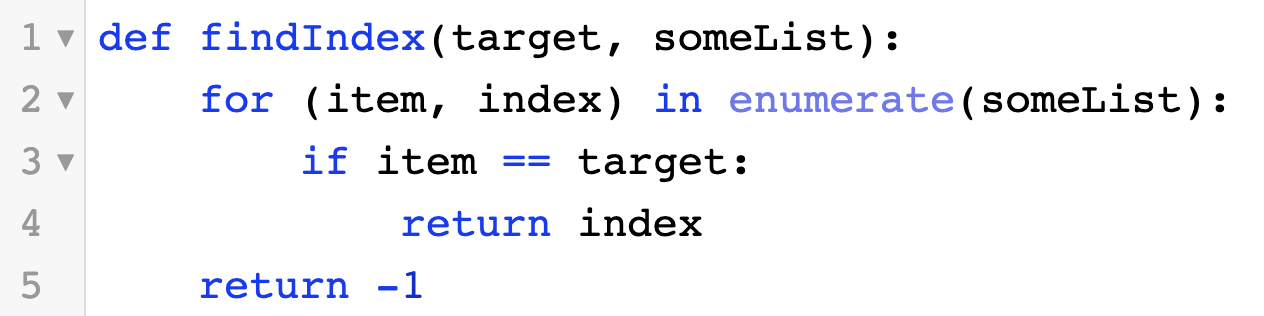 1 ▼ def findIndex(target, someList):
2 ▼     for (item, index) in enumerate(someList):
3 ▼         if item == target:
4             return index
5     return -1